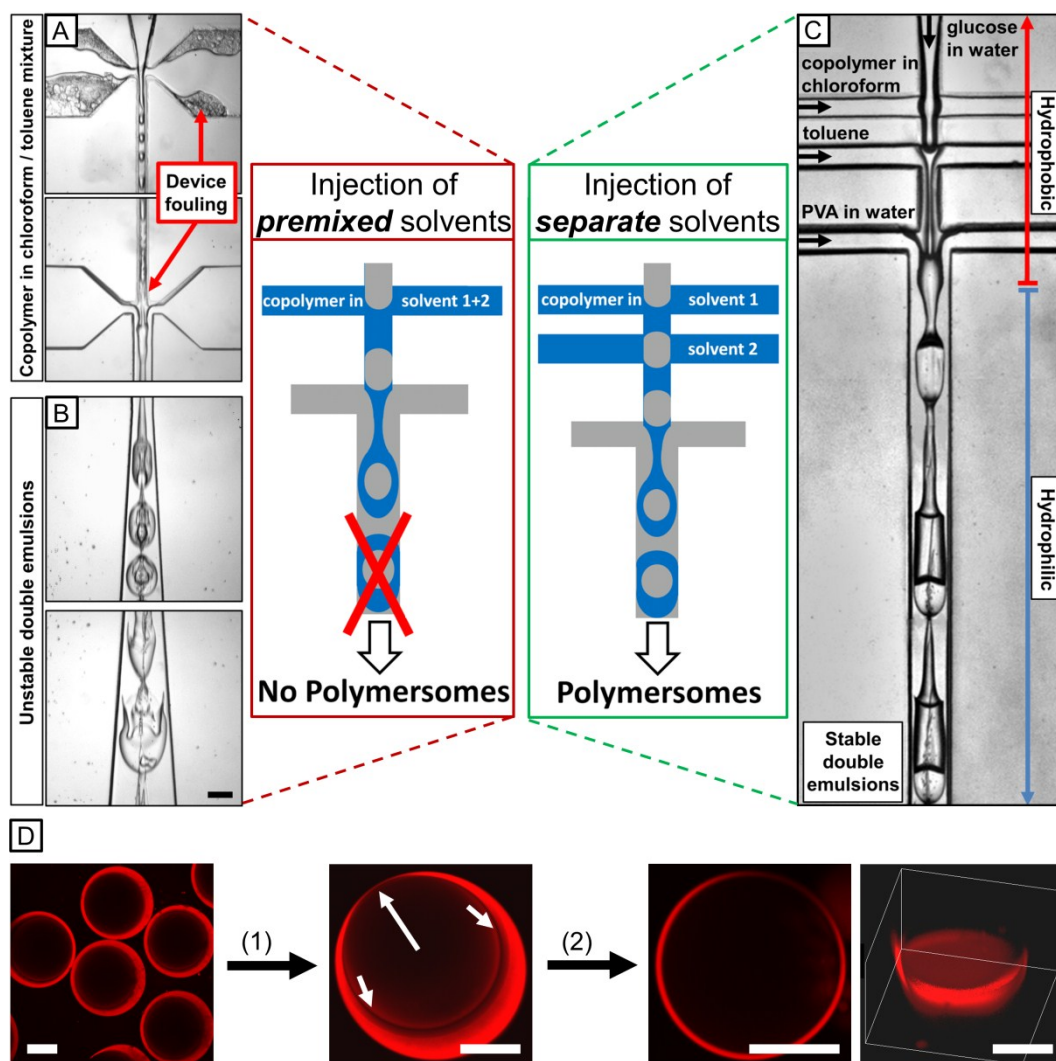 A
Copolymer in chloroform / toluene mixture
Device
fouling
B
Unstable double emulsions
Injection of
premixed solvents
copolymer in
solvent 1+2
No Polymersomes
Injection of
separate solvents
copolymer in
solvent 1
solvent 2
Polymersomes
C
glucose
in water
copolymer in
chloroform
toluene
PVA in water
Hydrophobic
Hydrophilic
Stable
double
emulsions
D
(1)
(2)